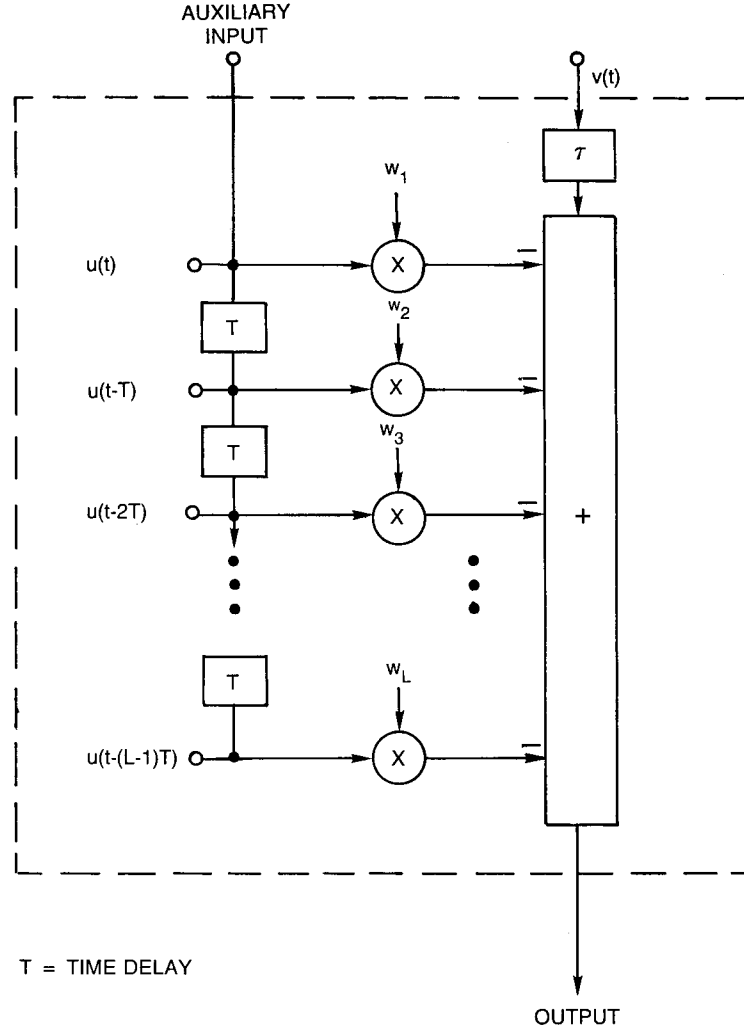 AUXILIARY
INPUT
v(t)
τ
w1
u(t)
X
−
T
w2
u(t-T)
X
−
T
w3
u(t-2T)
X
−
+
T
wL
u(t-(L-1)T)
X
−
T = TIME DELAY
OUTPUT